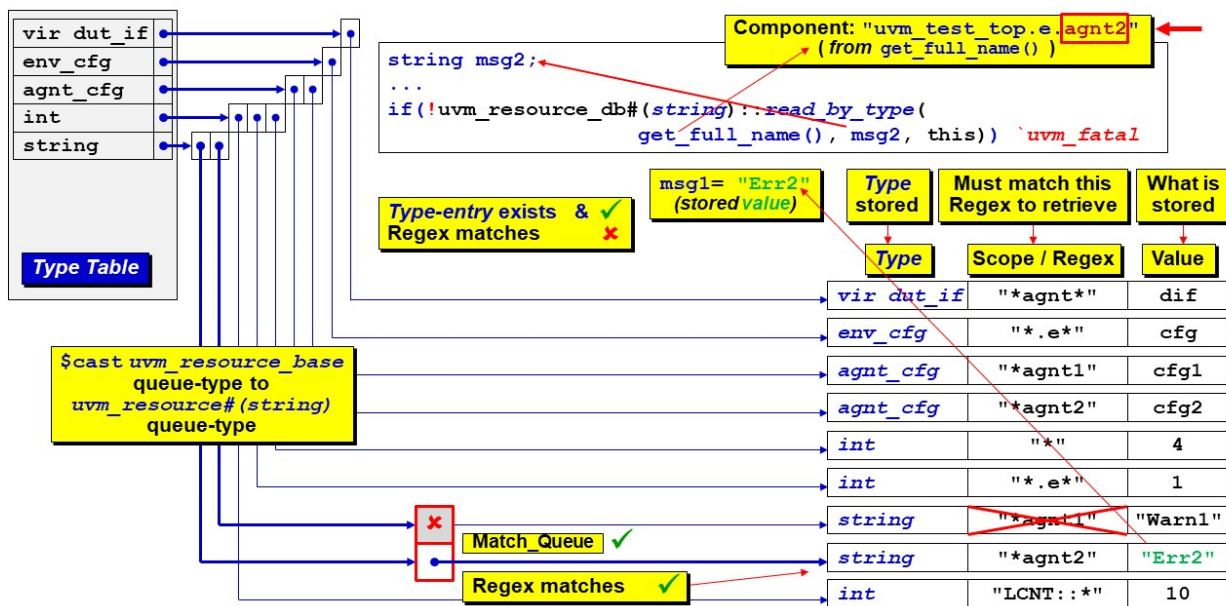 vir dut_if
env_cfg
agnt_cfg
int
string
Type Table
Component: "uvm_test_top.e.agnt2"
( from get_full_name() )
string msg2;
...
if(!uvm_resource_db#(string)::read_by_type(
get_full_name(), msg2, this)) `uvm_fatal
Type-entry exists & ✓
Regex matches ✘
msg1= "Err2"
(stored value)
Type
stored
Must match this
Regex to retrieve
What is
stored
Type Scope / Regex Value
vir dut_if "*agnt*" dif
env_cfg "*.e*" cfg
agnt_cfg "*agnt1" cfg1
agnt_cfg "*agnt2" cfg2
int "*" 4
int "*.e*" 1
string "*agnt1" "Warn1"
string "*agnt2" "Err2"
int "LCNT::*" 10
$cast uvm_resource_base
queue-type to
uvm_resource#(string)
queue-type
✘
Match_Queue ✓
Regex matches ✓